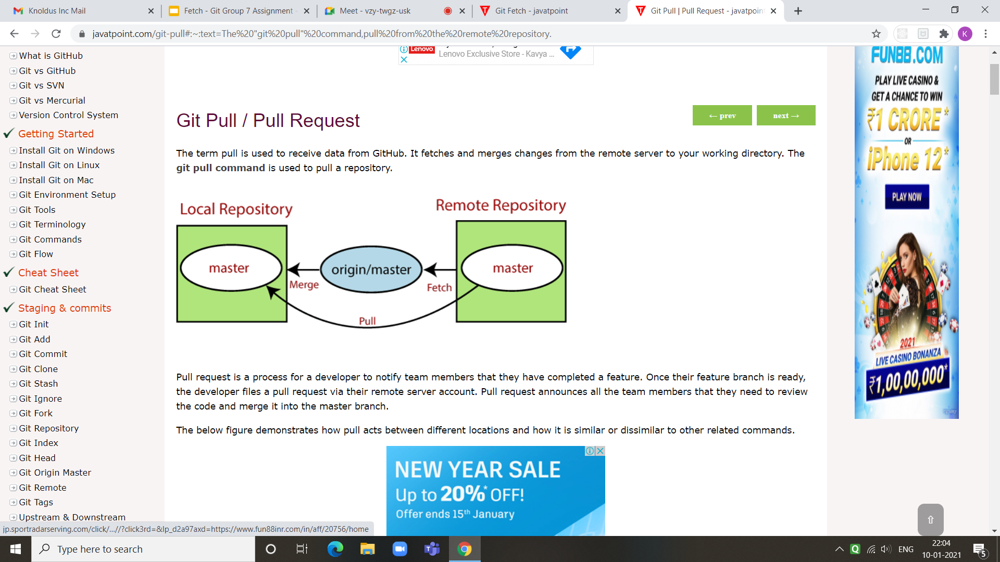 Knoldus Inc Mail
Fetch - Git Group 7 Assignment -
Meet - vzy-twgz-usk
Git Fetch - javatpoint
Git Pull | Pull Request - javatpoint
javatpoint.com/git-pull#:~:text=The%20"git%20pull"%20command,pull%20from%20the%20remote%20repository.
K
What is GitHub
Git vs GitHub
Git vs SVN
Git vs Mercurial
Version Control System
Getting Started
Install Git on Windows
Install Git on Linux
Install Git on Mac
Git Environment Setup
Git Tools
Git Terminology
Git Commands
Git Flow
Cheat Sheet
Git Cheat Sheet
Staging & commits
Git Init
Git Add
Git Commit
Git Clone
Git Stash
Git Ignore
Git Fork
Git Repository
Git Index
Git Head
Git Origin Master
Git Remote
Git Tags
Upstream & Downstream
Lenovo.
Lenovo Exclusive Store - Kavya ...
Git Pull / Pull Request
← prev
next →
The term pull is used to receive data from GitHub. It fetches and merges changes from the remote server to your working directory. The
git pull command is used to pull a repository.
Local Repository
Remote Repository
master
origin/master
master
Merge
Fetch
Pull
Pull request is a process for a developer to notify team members that they have completed a feature. Once their feature branch is ready,
the developer files a pull request via their remote server account. Pull request announces all the team members that they need to review
the code and merge it into the master branch.
The below figure demonstrates how pull acts between different locations and how it is similar or dissimilar to other related commands.
NEW YEAR SALE
Up to 20%* OFF!
Offer ends 15th January
FUN88.COM
PLAY LIVE CASINO &
GET A CHANCE TO WIN
₹1 CRORE*
OR
iPhone 12*
PLAY NOW
2021
LIVE CASINO BONANZA
₹1,00,00,000*
jp.sportradarserving.com/click/...//?click3rd=&lp_d2a97axd=https://www.fun88inr.com/in/aff/20756/home
Type here to search
ENG
22:04
10-01-2021
5